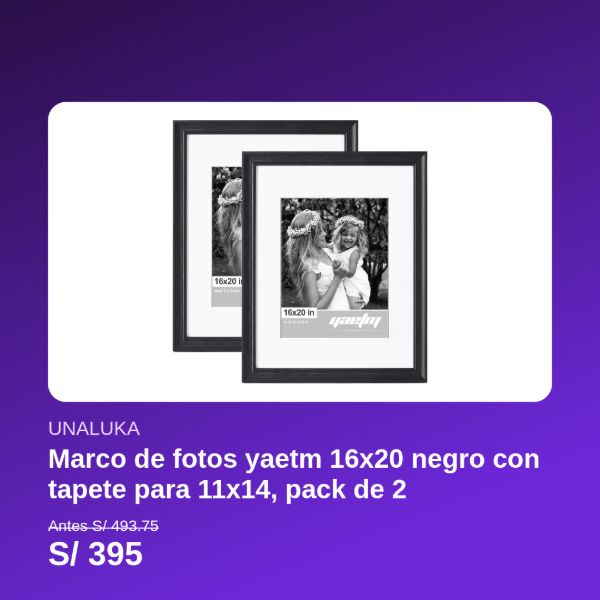 16x20 in
16x20 in
yaetm
UNALUKA
Marco de fotos yaetm 16x20 negro con
tapete para 11x14, pack de 2
Antes S/ 493.75
S/ 395